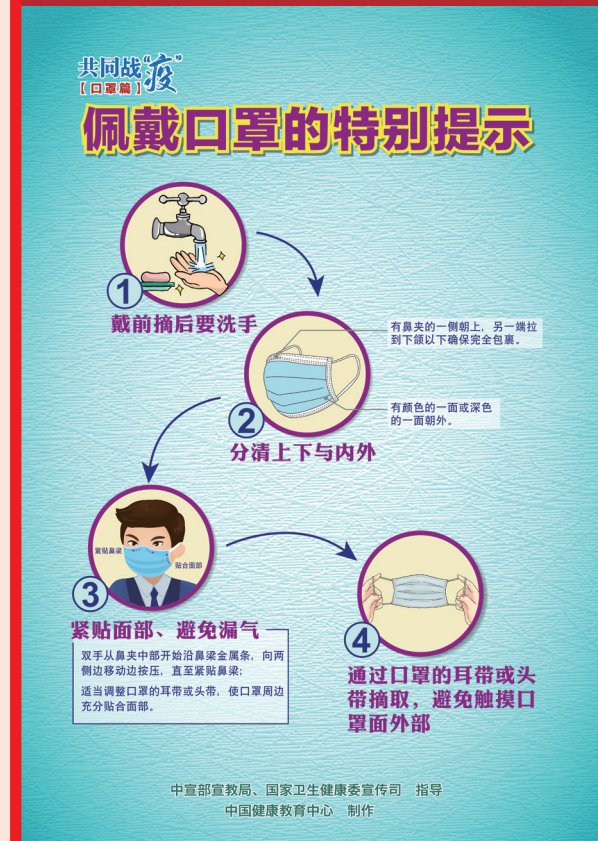 共同战“疫”
【口罩篇】
佩戴口罩的特别提示
1
戴前摘后要洗手
有鼻夹的一侧朝上，另一端拉
到下颌以下确保完全包裹。
有颜色的一面或深色
的一面朝外。
2
分清上下与内外
紧贴鼻梁
贴合面部
3
紧贴面部、避免漏气
双手从鼻夹中部开始沿鼻梁金属条，向两
侧边移动边按压，直至紧贴鼻梁；
适当调整口罩的耳带或头带，使口罩周边
充分贴合面部。
4
通过口罩的耳带或头
带摘取，避免触摸口
罩面外部
中宣部宣教局、国家卫生健康委宣传司 指导
中国健康教育中心 制作